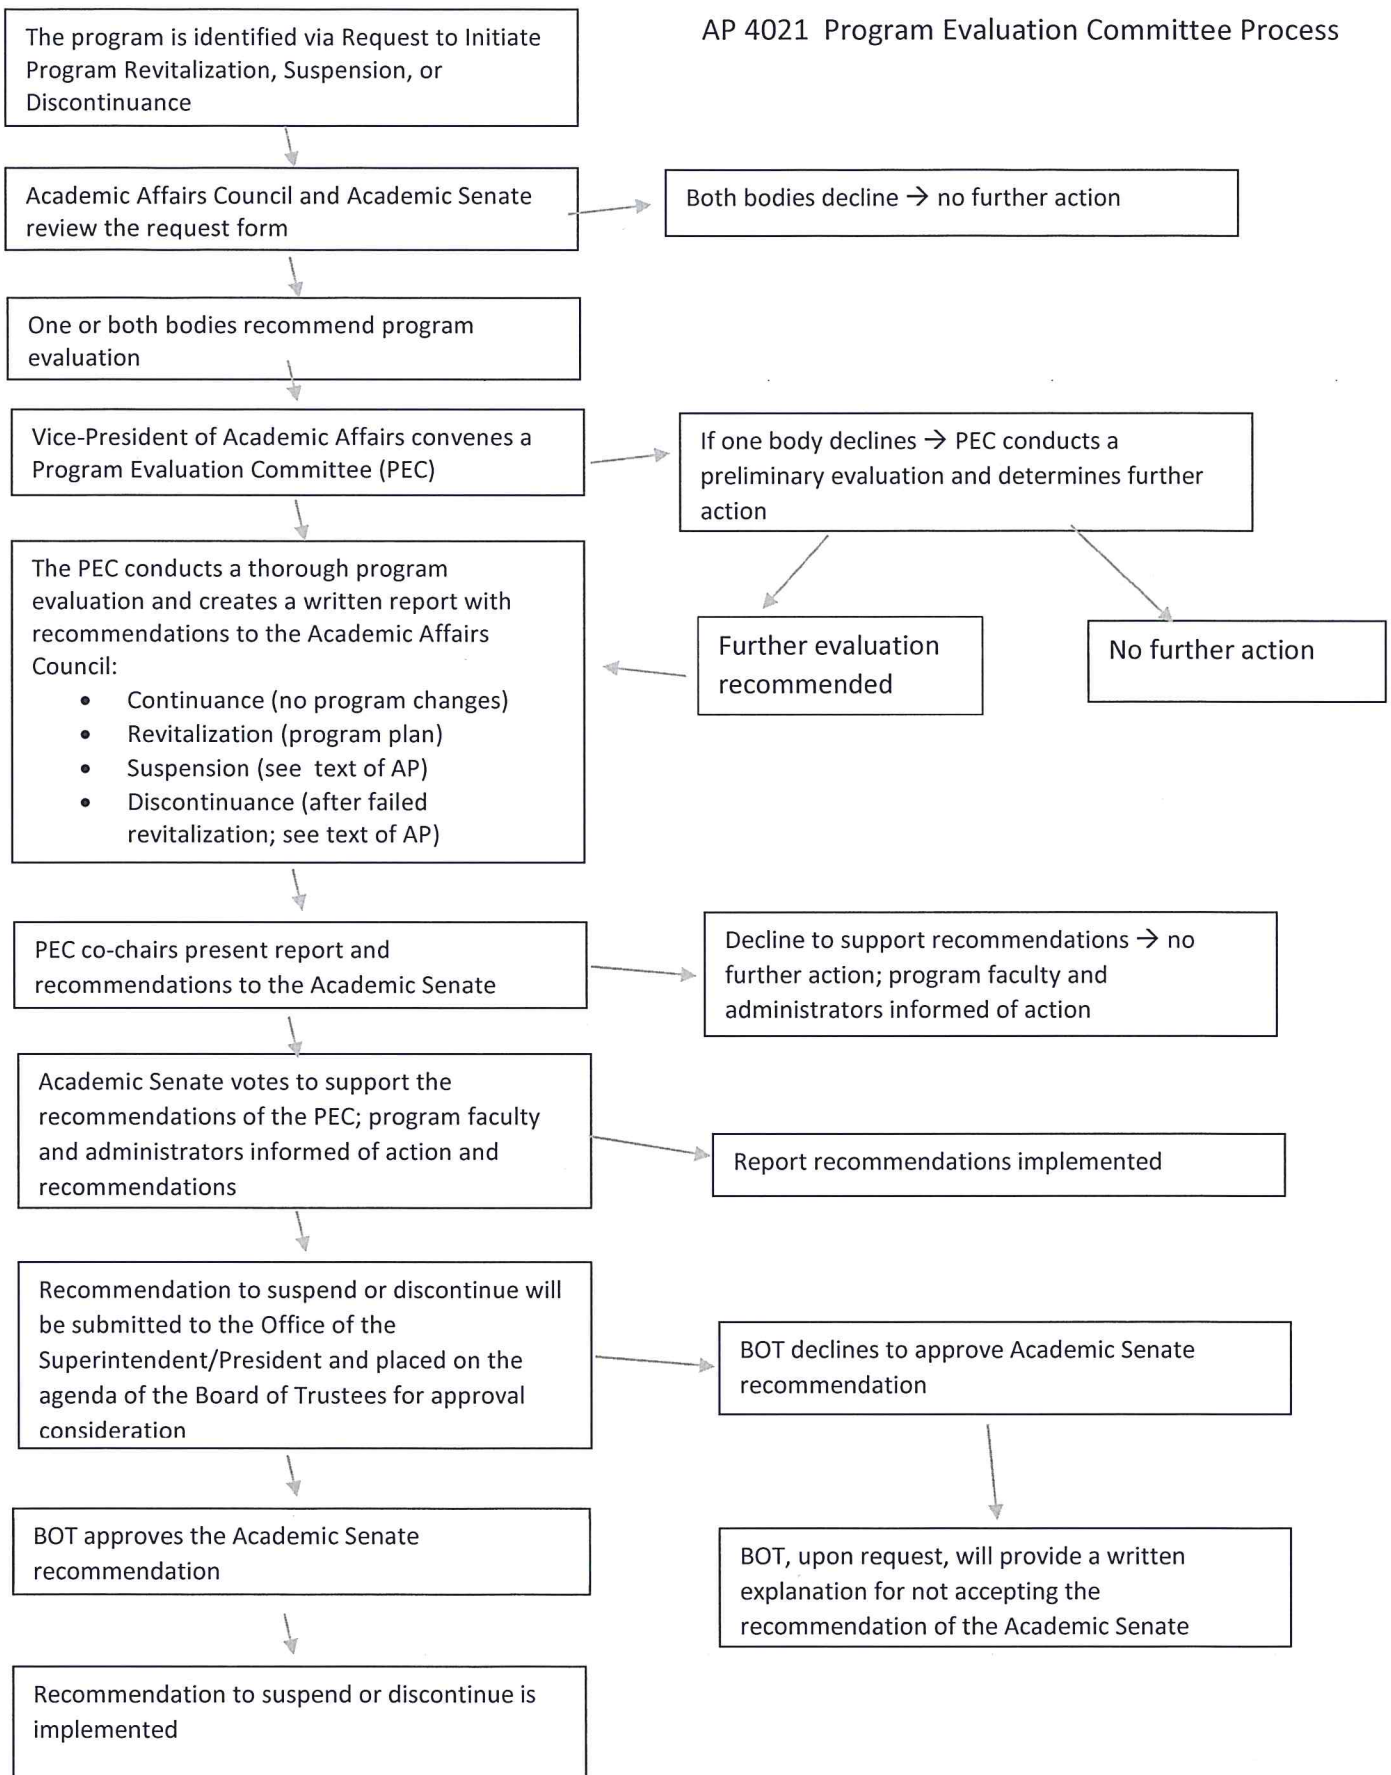 AP 4021 Program Evaluation Committee Process
The program is identified via Request to Initiate
Program Revitalization, Suspension, or
Discontinuance
Academic Affairs Council and Academic Senate
review the request form
Both bodies decline → no further action
One or both bodies recommend program
evaluation
Vice-President of Academic Affairs convenes a
Program Evaluation Committee (PEC)
If one body declines → PEC conducts a
preliminary evaluation and determines further
action
The PEC conducts a thorough program
evaluation and creates a written report with
recommendations to the Academic Affairs
Council:
• Continuance (no program changes)
• Revitalization (program plan)
• Suspension (see text of AP)
• Discontinuance (after failed
revitalization; see text of AP)
Further evaluation
recommended
No further action
PEC co-chairs present report and
recommendations to the Academic Senate
Decline to support recommendations → no
further action; program faculty and
administrators informed of action
Academic Senate votes to support the
recommendations of the PEC; program faculty
and administrators informed of action and
recommendations
Report recommendations implemented
Recommendation to suspend or discontinue will
be submitted to the Office of the
Superintendent/President and placed on the
agenda of the Board of Trustees for approval
consideration
BOT declines to approve Academic Senate
recommendation
BOT approves the Academic Senate
recommendation
BOT, upon request, will provide a written
explanation for not accepting the
recommendation of the Academic Senate
Recommendation to suspend or discontinue is
implemented